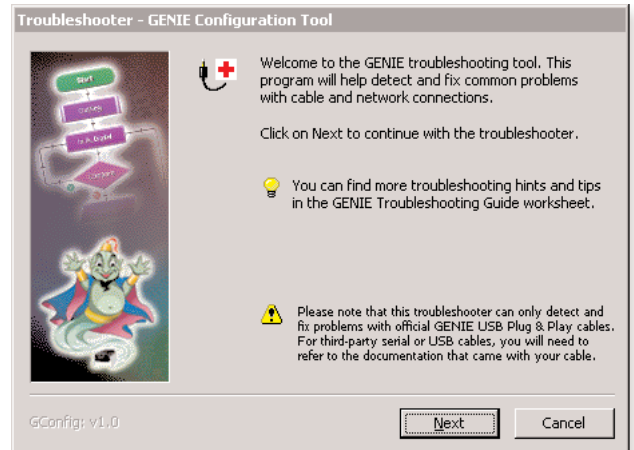 Troubleshooter - GENIE Configuration Tool
Start
Welcome to the GENIE troubleshooting tool. This
program will help detect and fix common problems
with cable and network connections.
Click on Next to continue with the troubleshooter.
Compare
You can find more troubleshooting hints and tips
in the GENIE Troubleshooting Guide worksheet.
Please note that this troubleshooter can only detect and
fix problems with official GENIE USB Plug & Play cables.
For third-party serial or USB cables, you will need to
refer to the documentation that came with your cable.
GConfig: v1.0
Next
Cancel